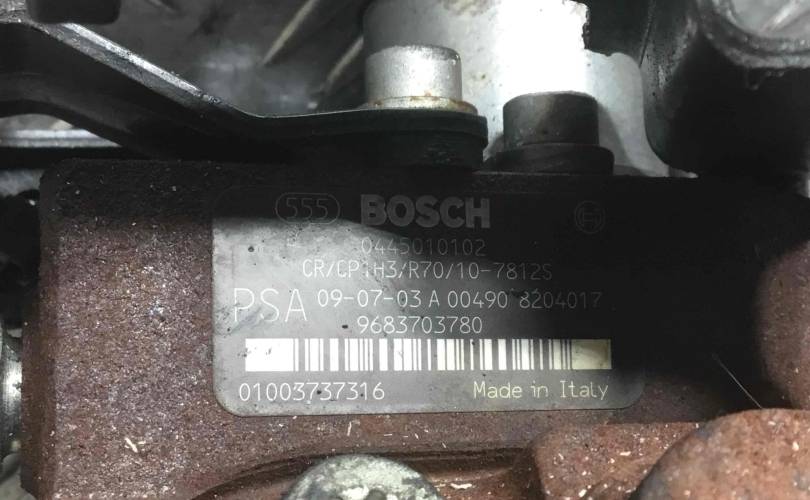 555 BOSCH
0445010102
CR/CP1H3/R70/10-7812S
PSA 09-07-03 A 00490 8204017
9683703780
01003737316 Made in Italy